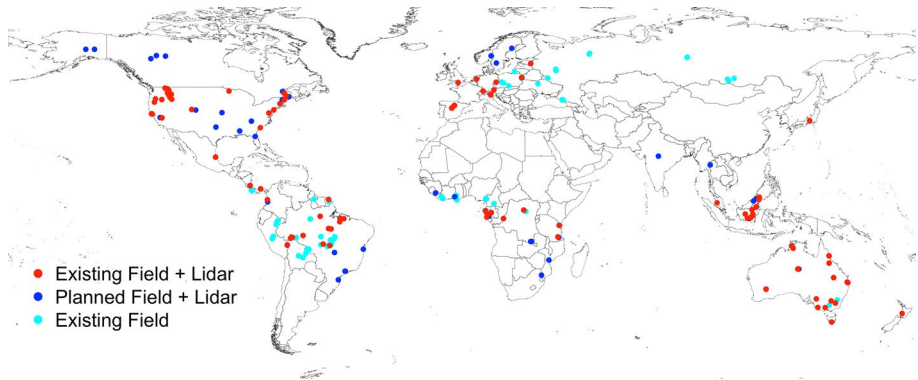 Existing Field + Lidar
Planned Field + Lidar
Existing Field